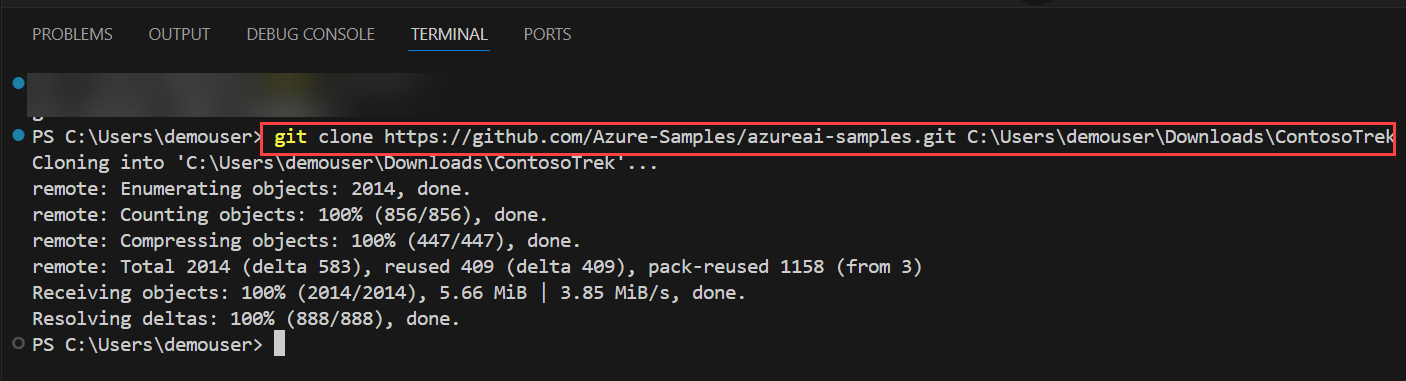 PROBLEMS OUTPUT DEBUG CONSOLE TERMINAL PORTS
PS C:\Users\demouser> git clone https://github.com/Azure-Samples/azureai-samples.git C:\Users\demouser\Downloads\ContosoTrek
Cloning into 'C:\Users\demouser\Downloads\ContosoTrek'...
remote: Enumerating objects: 2014, done.
remote: Counting objects: 100% (856/856), done.
remote: Compressing objects: 100% (447/447), done.
remote: Total 2014 (delta 583), reused 409 (delta 409), pack-reused 1158 (from 3)
Receiving objects: 100% (2014/2014), 5.66 MiB | 3.85 MiB/s, done.
Resolving deltas: 100% (888/888), done.
PS C:\Users\demouser>